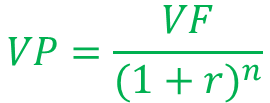 VP = VF / (1 + r)^n